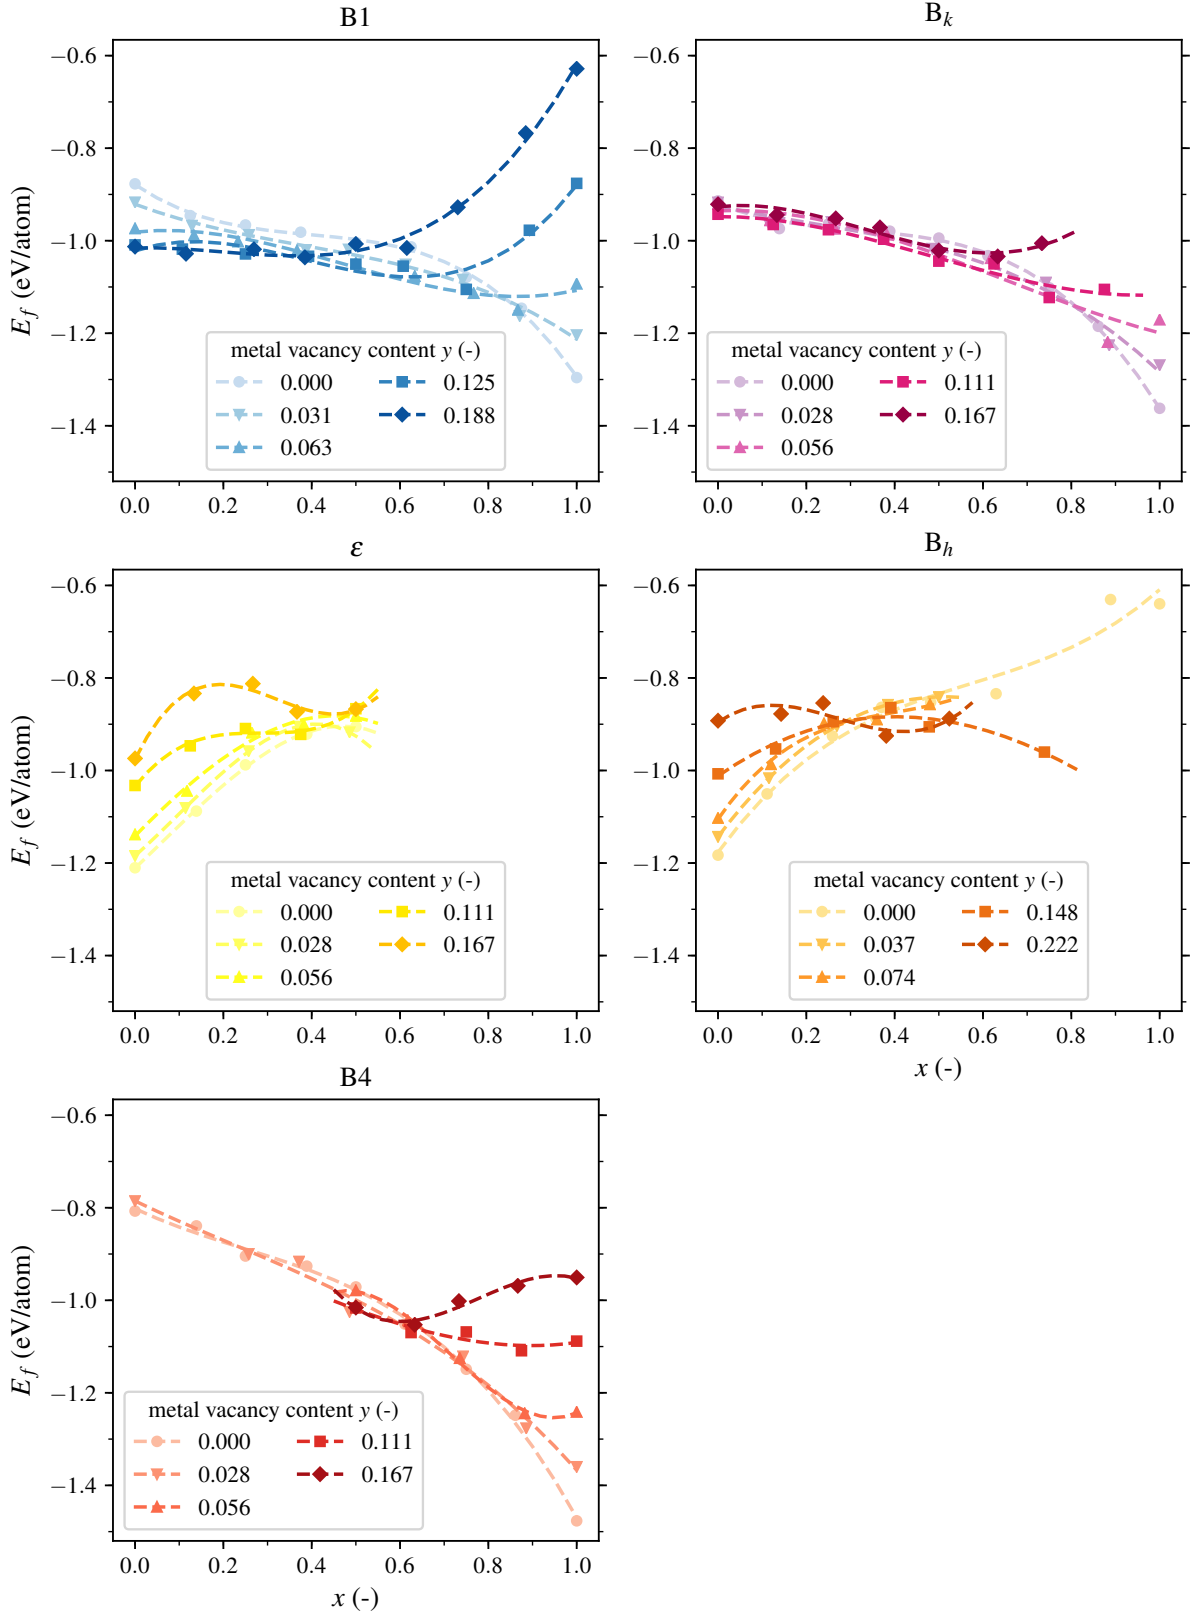 B1
−0.6
−0.8
−1.0
−1.2
−1.4
E_f (eV/atom)
metal vacancy content y (-)
0.000 0.125
0.031 0.188
0.063
0.0 0.2 0.4 0.6 0.8 1.0
B_k
−0.6
−0.8
−1.0
−1.2
−1.4
metal vacancy content y (-)
0.000 0.111
0.028 0.167
0.056
0.0 0.2 0.4 0.6 0.8 1.0
ε
−0.6
−0.8
−1.0
−1.2
−1.4
E_f (eV/atom)
metal vacancy content y (-)
0.000 0.111
0.028 0.167
0.056
0.0 0.2 0.4 0.6 0.8 1.0
B_h
−0.6
−0.8
−1.0
−1.2
−1.4
metal vacancy content y (-)
0.000 0.148
0.037 0.222
0.074
0.0 0.2 0.4 0.6 0.8 1.0
x (-)
B4
−0.6
−0.8
−1.0
−1.2
−1.4
E_f (eV/atom)
metal vacancy content y (-)
0.000 0.111
0.028 0.167
0.056
0.0 0.2 0.4 0.6 0.8 1.0
x (-)